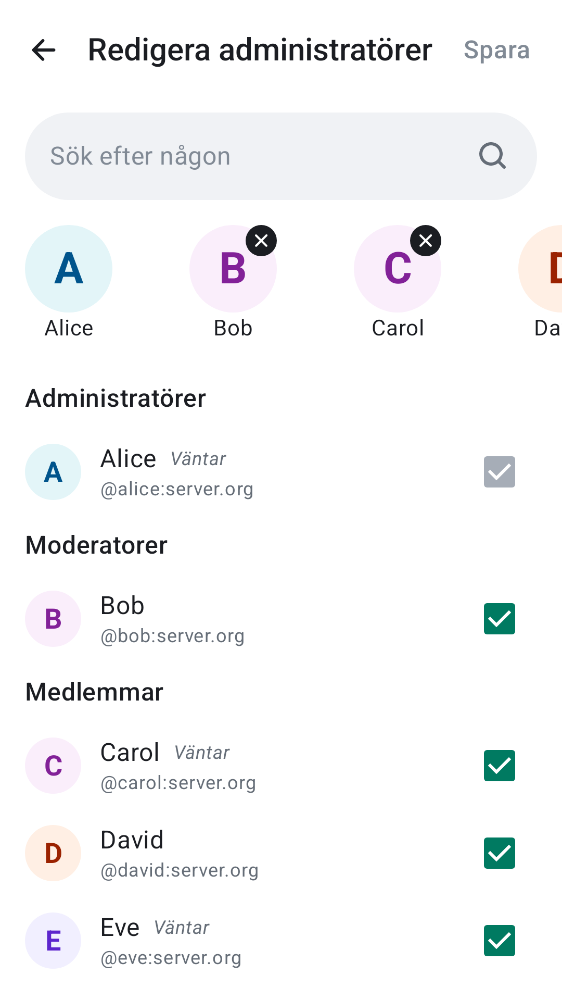 Redigera administratörer Spara
Sök efter någon
A B C D
Alice Bob Carol Da
Administratörer
A Alice Väntar
@alice:server.org
Moderatorer
B Bob
@bob:server.org
Medlemmar
C Carol Väntar
@carol:server.org
D David
@david:server.org
E Eve Väntar
@eve:server.org